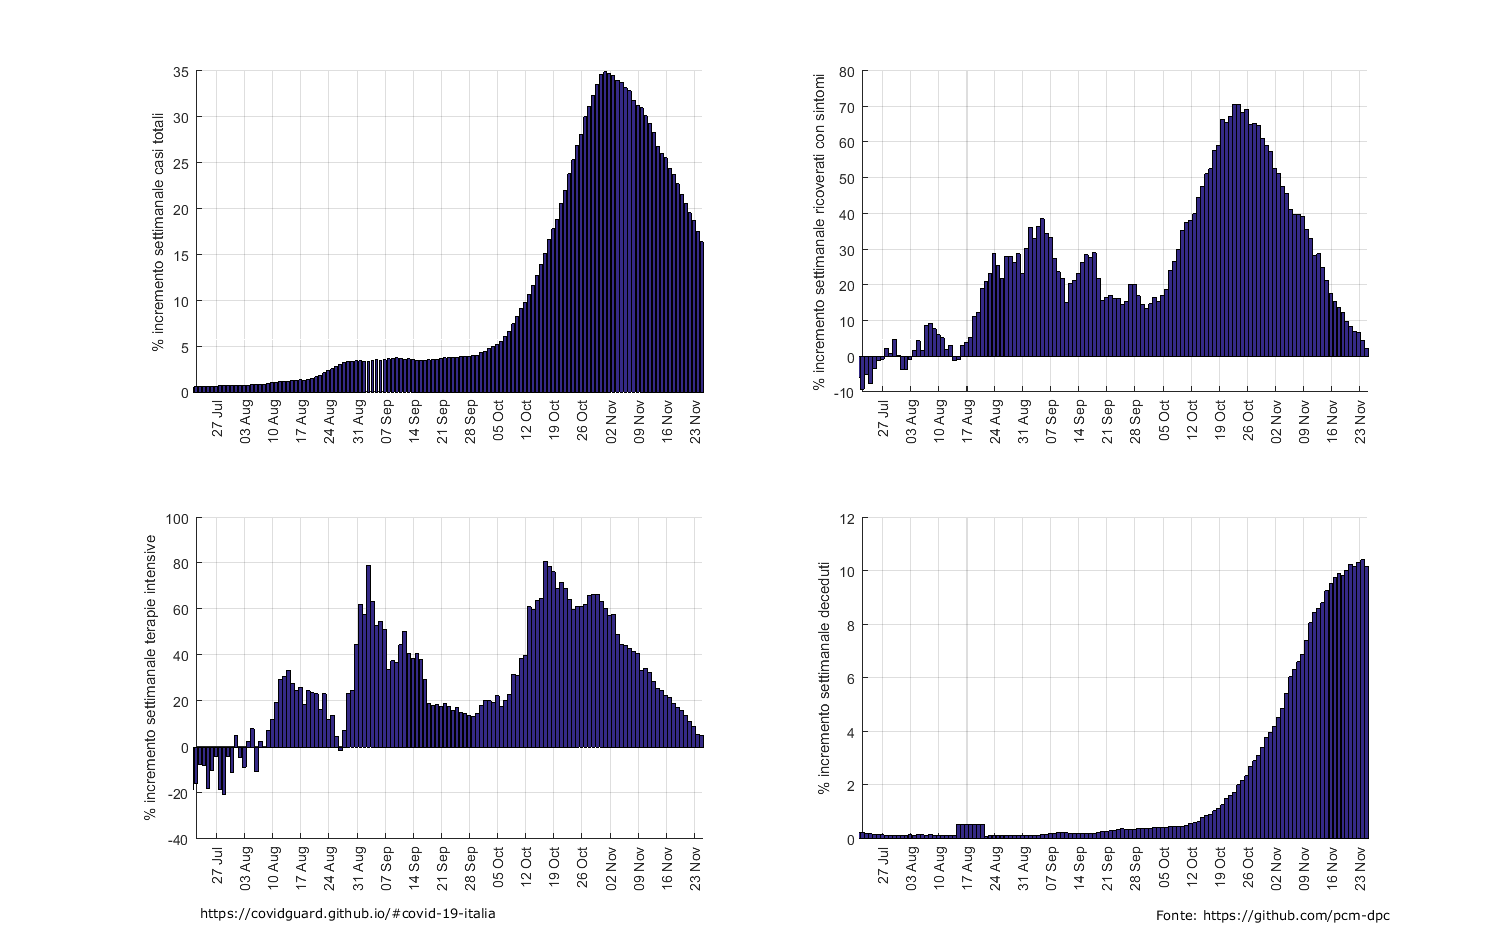 % incremento settimanale casi totali
35
30
25
20
15
10
5
0
27 Jul
03 Aug
10 Aug
17 Aug
24 Aug
31 Aug
07 Sep
14 Sep
21 Sep
28 Sep
05 Oct
12 Oct
19 Oct
26 Oct
02 Nov
09 Nov
16 Nov
23 Nov
% incremento settimanale ricoverati con sintomi
80
70
60
50
40
30
20
10
0
-10
27 Jul
03 Aug
10 Aug
17 Aug
24 Aug
31 Aug
07 Sep
14 Sep
21 Sep
28 Sep
05 Oct
12 Oct
19 Oct
26 Oct
02 Nov
09 Nov
16 Nov
23 Nov
% incremento settimanale terapie intensive
100
80
60
40
20
0
-20
-40
27 Jul
03 Aug
10 Aug
17 Aug
24 Aug
31 Aug
07 Sep
14 Sep
21 Sep
28 Sep
05 Oct
12 Oct
19 Oct
26 Oct
02 Nov
09 Nov
16 Nov
23 Nov
% incremento settimanale deceduti
12
10
8
6
4
2
0
27 Jul
03 Aug
10 Aug
17 Aug
24 Aug
31 Aug
07 Sep
14 Sep
21 Sep
28 Sep
05 Oct
12 Oct
19 Oct
26 Oct
02 Nov
09 Nov
16 Nov
23 Nov
https://covidguard.github.io/#covid-19-italia
Fonte: https://github.com/pcm-dpc